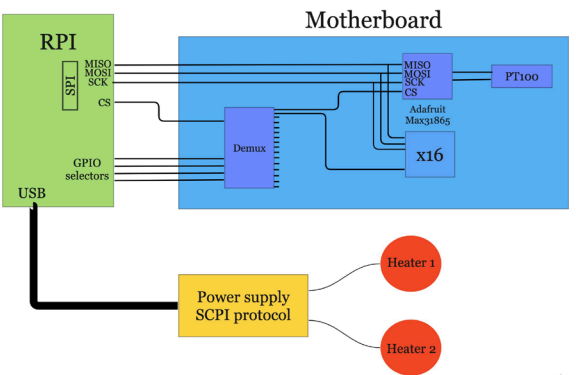 Motherboard
RPI
SPI
MISO
MOSI
SCK
CS
GPIO
selectors
USB
Demux
MISO
MOSI
SCK
CS
Adafruit
Max31865
PT100
x16
Power supply
SCPI protocol
Heater 1
Heater 2